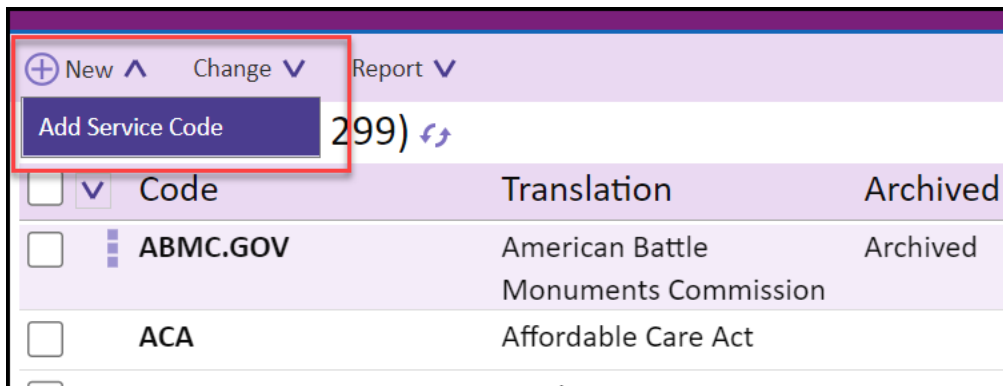 New Change Report
Add Service Code
299)
Code Translation Archived
ABMC.GOV American Battle Archived
Monuments Commission
ACA Affordable Care Act